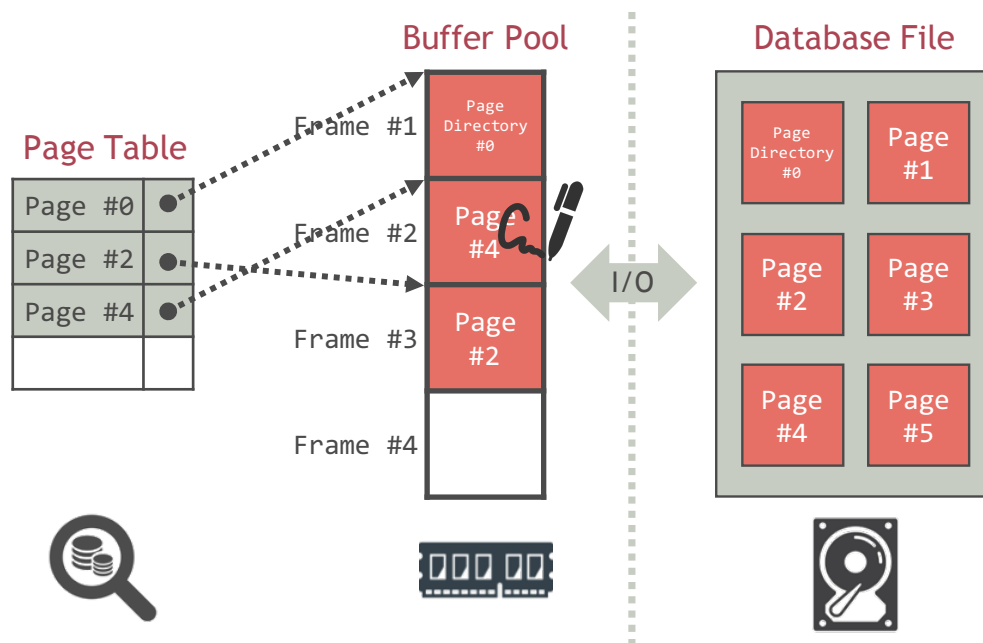 Buffer Pool
Database File
Page Table
Page #0
Page #2
Page #4
Frame #1
Frame #2
Frame #3
Frame #4
Page
Directory
#0
Page
#4
Page
#2
I/O
Page
Directory
#0
Page
#1
Page
#2
Page
#3
Page
#4
Page
#5